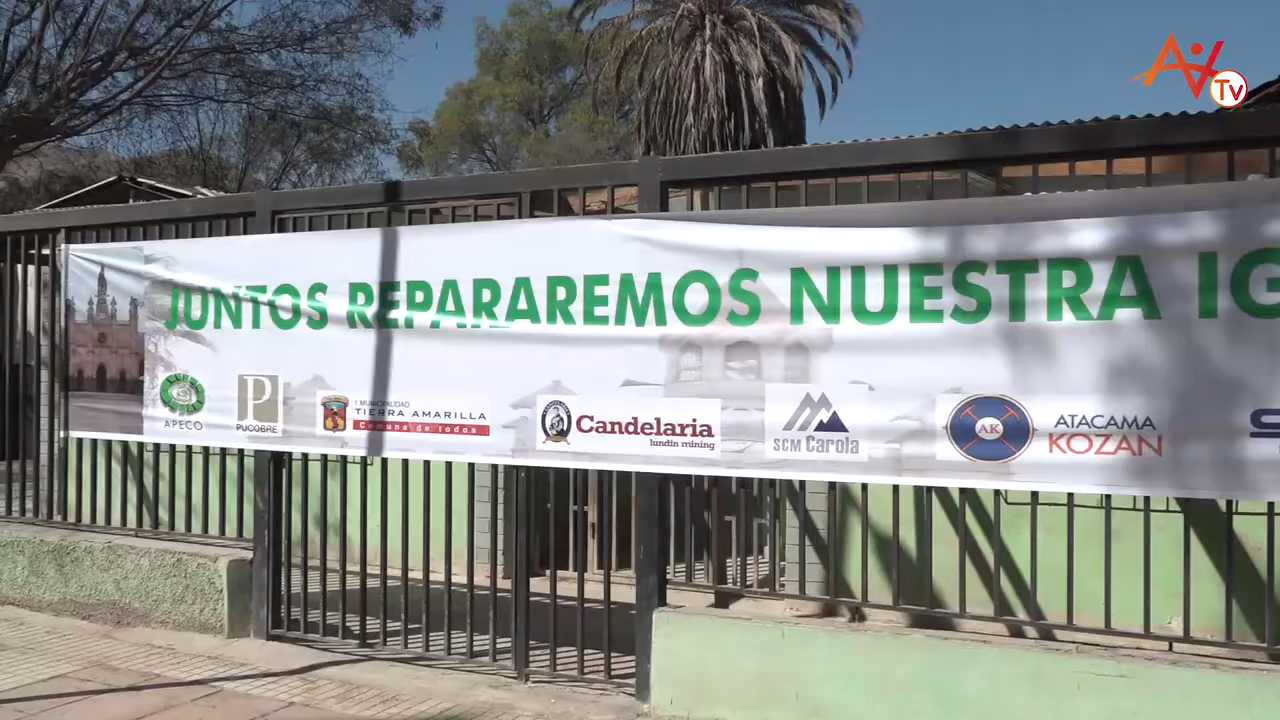 AV Tv
JUNTOS REPARAREMOS NUESTRA IG
APECO
P
PUCOBRE
I MUNICIPALIDAD
TIERRA AMARILLA
Comuna de todos
Candelaria
lundin mining
SCM Carola
AK
ATACAMA
KOZAN